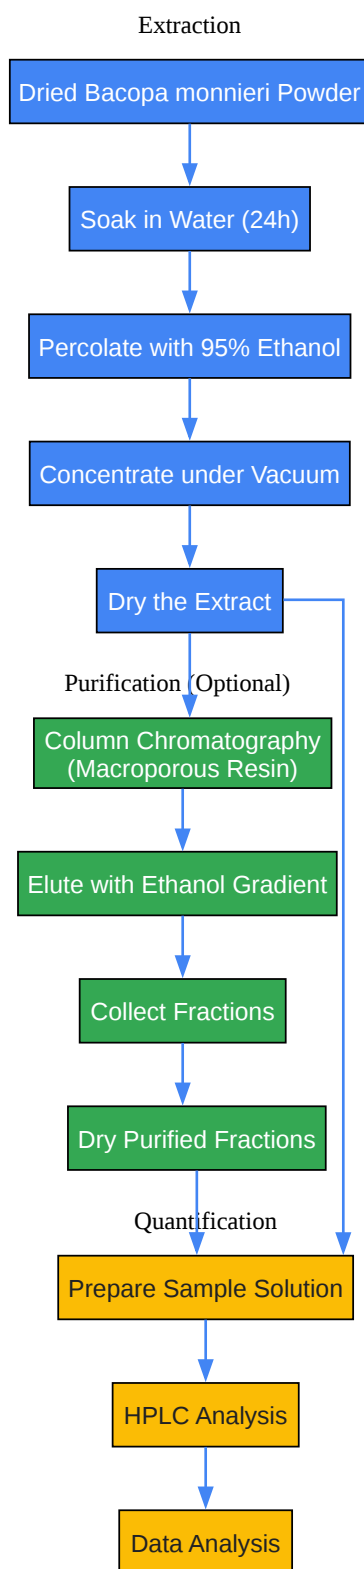 Extraction
Dried Bacopa monnieri Powder
Soak in Water (24h)
Percolate with 95% Ethanol
Concentrate under Vacuum
Dry the Extract
Purification (Optional)
Column Chromatography
(Macroporous Resin)
Elute with Ethanol Gradient
Collect Fractions
Dry Purified Fractions
Quantification
Prepare Sample Solution
HPLC Analysis
Data Analysis